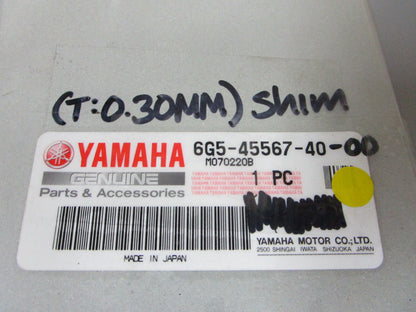 (T:0.30MM) Shim
YAMAHA 6G5-45567-40-00
M070220B
GENUINE
Parts & Accessories
1 PC
YAMAHA MOTOR CO.,LTD.
2500 SHINGAI IWATA SHIZUOKA JAPAN
MADE IN JAPAN